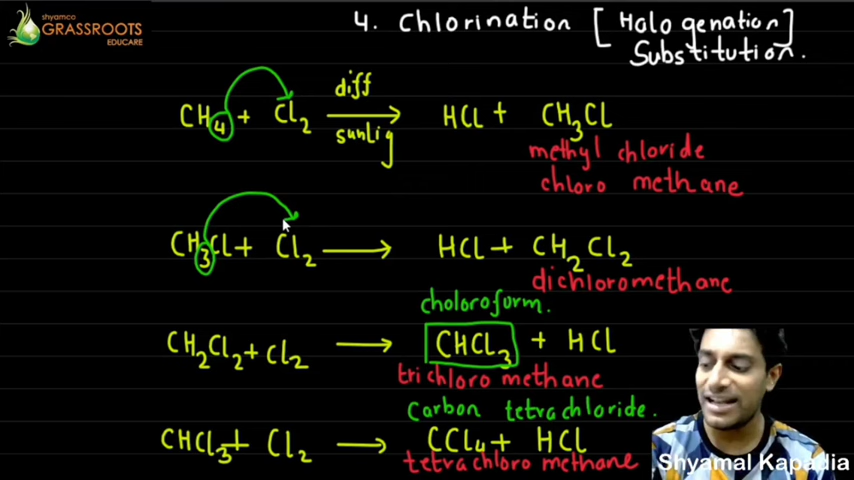 shyamco
GRASSROOTS
EDUCARE
4. Chlorination [Halogenation]
Substitution.
CH4 + Cl2 diff sunlig → HCl + CH3Cl
methyl chloride
chloro methane
CH3Cl + Cl2 → HCl + CH2Cl2
dichloromethane
choloroform.
CH2Cl2 + Cl2 → CHCl3 + HCl
trichloro methane
Carbon tetrachloride.
CHCl3 + Cl2 → CCl4 + HCl
tetrachloro methane
Shyamal Kapadia